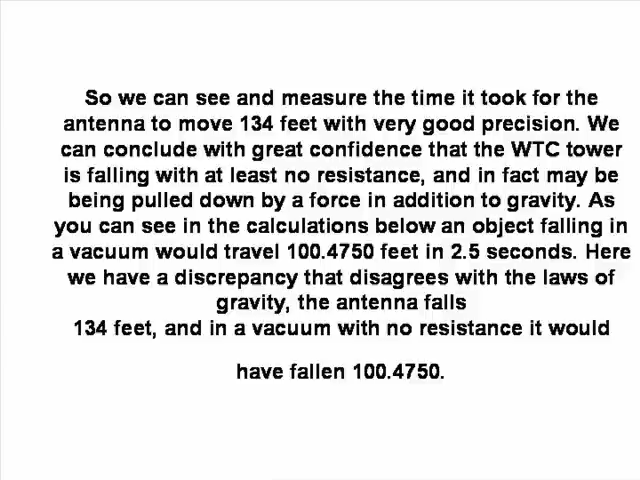 So we can see and measure the time it took for the
antenna to move 134 feet with very good precision. We
can conclude with great confidence that the WTC tower
is falling with at least no resistance, and in fact may be
being pulled down by a force in addition to gravity. As
you can see in the calculations below an object falling in
a vacuum would travel 100.4750 feet in 2.5 seconds. Here
we have a discrepancy that disagrees with the laws of
gravity, the antenna falls
134 feet, and in a vacuum with no resistance it would
have fallen 100.4750.